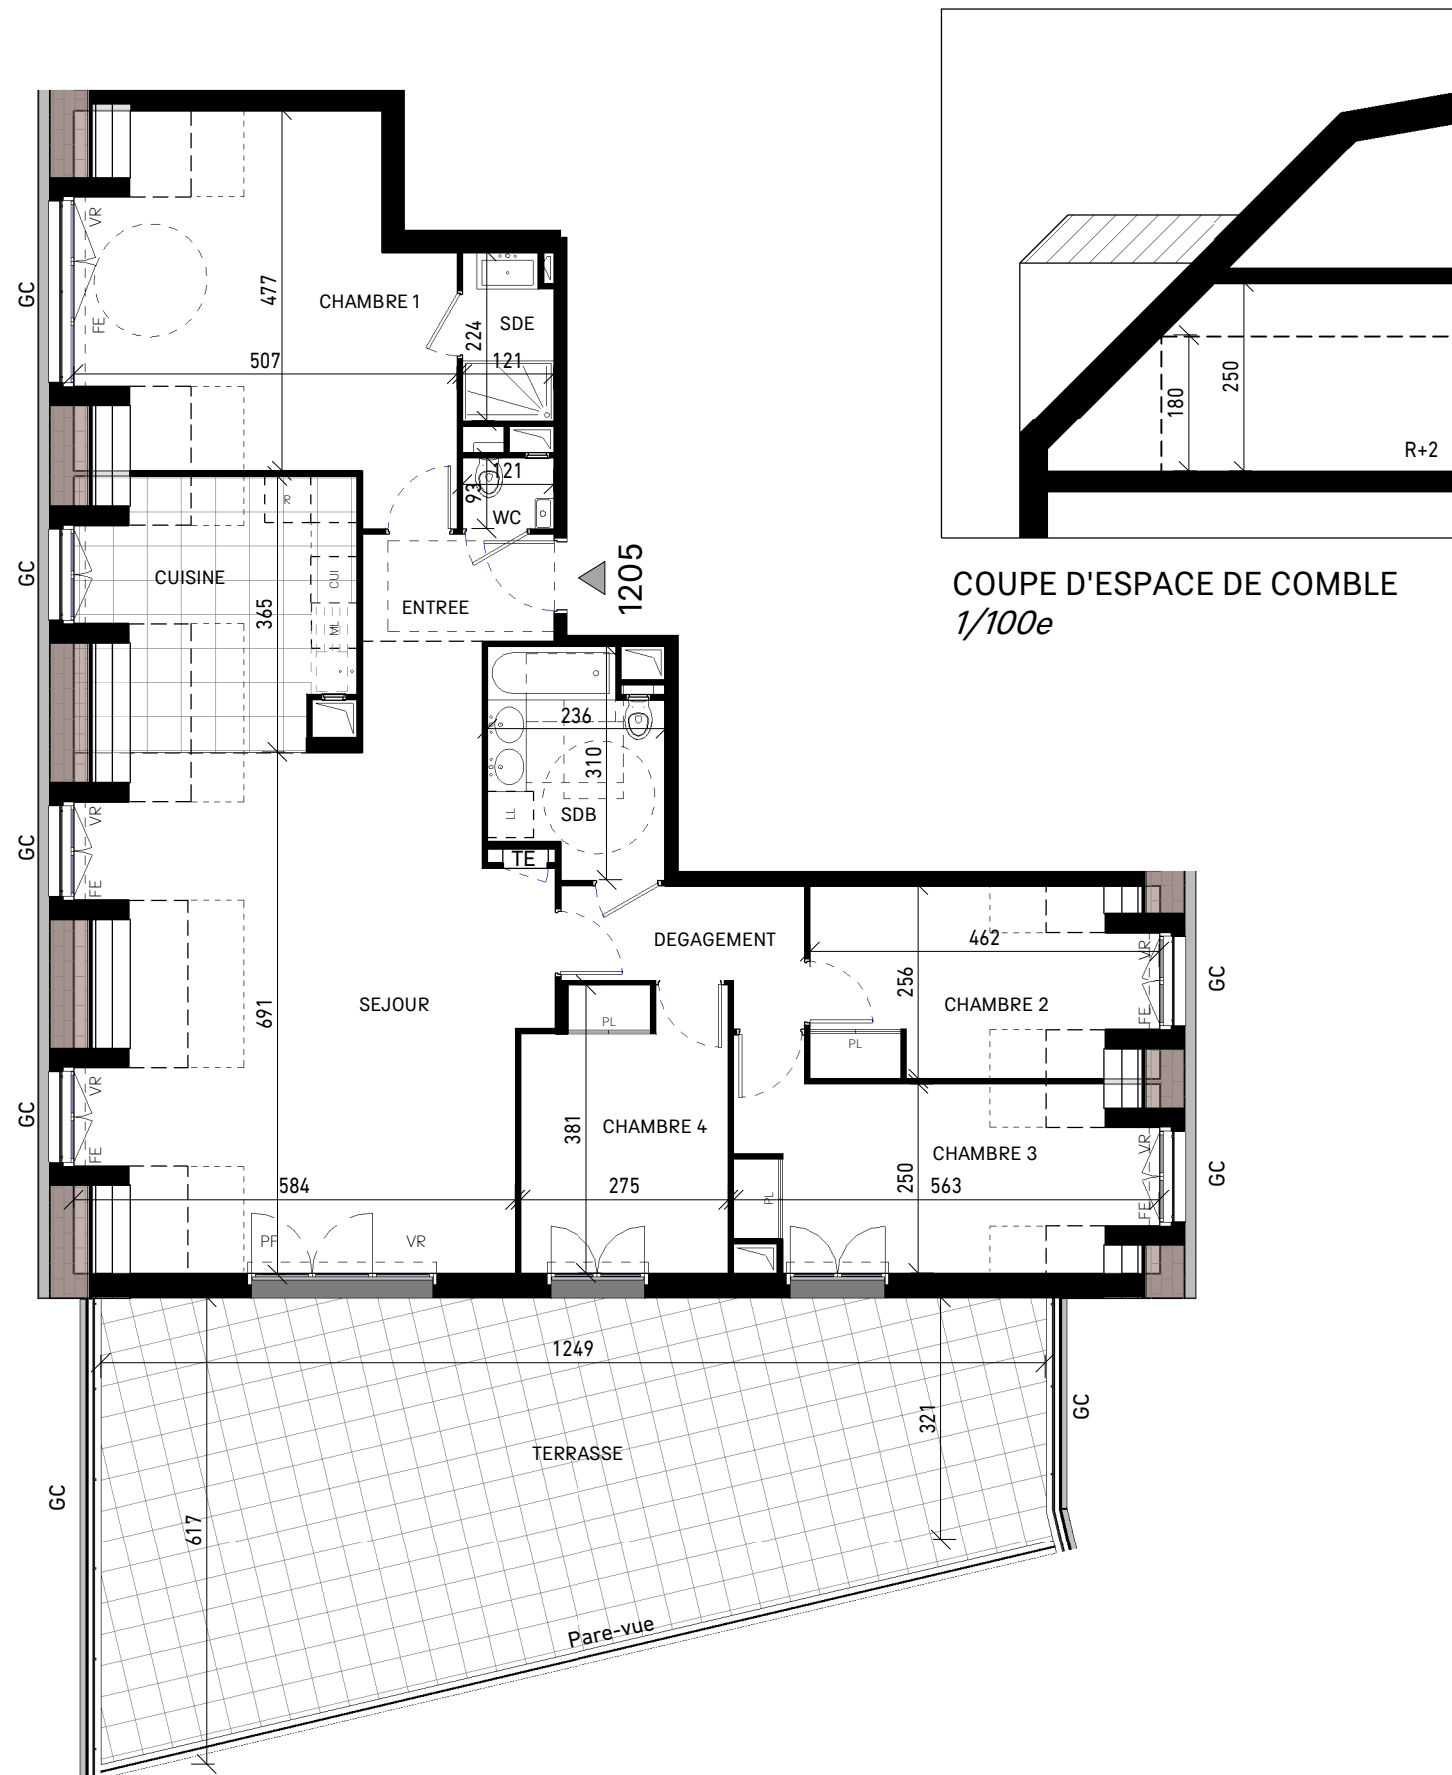 VR
GC
477
CHAMBRE 1
FE
SDE
224
507
121
121
93
WC
R
GC
CUISINE
CUI
365
ML
ENTREE
1205
180
250
R+2
COUPE D'ESPACE DE COMBLE
1/100e
236
310
LL
SDB
TE
VR
GC
FE
DEGAGEMENT
462
VR
GC
256
CHAMBRE 2
FE
SEJOUR
691
PL
PL
VR
GC
FE
381
CHAMBRE 4
CHAMBRE 3
VR
250
563
GC
FE
584
275
PL
PF
VR
1249
321
GC
TERRASSE
GC
617
Pare-vue